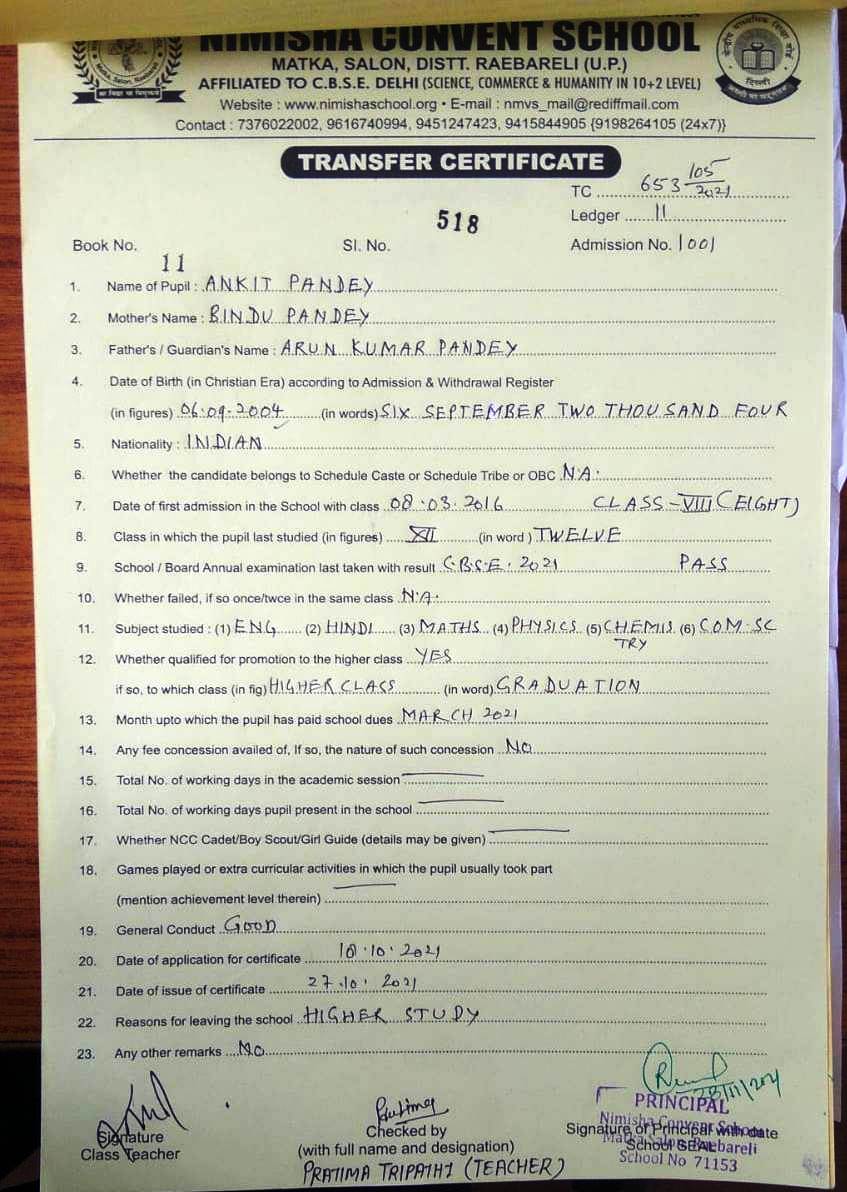 NIMISHA CONVENT SCHOOL
MATKA, SALON, DISTT. RAEBARELI (U.P.)
AFFILIATED TO C.B.S.E. DELHI (SCIENCE, COMMERCE & HUMANITY IN 10+2 LEVEL)
Website : www.nimishaschool.org • E-mail : nmvs_mail@rediffmail.com
Contact : 7376022002, 9616740994, 9451247423, 9415844905 {9198264105 (24x7)}
TRANSFER CERTIFICATE
TC 653 105/2021
Ledger 11
Book No. 11 Sl. No. 518 Admission No. 1001
1. Name of Pupil : ANKIT PANDEY
2. Mother's Name : BINDU PANDEY
3. Father's / Guardian's Name : ARUN KUMAR PANDEY
4. Date of Birth (in Christian Era) according to Admission & Withdrawal Register
(in figures) 06.09.2004 (in words) SIX SEPTEMBER TWO THOUSAND FOUR
5. Nationality : INDIAN
6. Whether the candidate belongs to Schedule Caste or Schedule Tribe or OBC N.A.
7. Date of first admission in the School with class 08.03.2016 CLASS-VIII (EIGHT)
8. Class in which the pupil last studied (in figures) XII (in word) TWELVE
9. School / Board Annual examination last taken with result C.B.S.E. 2021 PASS
10. Whether failed, if so once/twce in the same class N.A.
11. Subject studied : (1) ENG (2) HINDI (3) MATHS (4) PHYSICS (5) CHEMISTRY (6) COM.SC
12. Whether qualified for promotion to the higher class YES
if so, to which class (in fig) HIGHER CLASS (in word) GRADUATION
13. Month upto which the pupil has paid school dues MARCH 2021
14. Any fee concession availed of, If so, the nature of such concession NO
15. Total No. of working days in the academic session
16. Total No. of working days pupil present in the school
17. Whether NCC Cadet/Boy Scout/Girl Guide (details may be given)
18. Games played or extra curricular activities in which the pupil usually took part
(mention achievement level therein)
19. General Conduct GOOD
20. Date of application for certificate 10.10.2021
21. Date of issue of certificate 27.10.2021
22. Reasons for leaving the school HIGHER STUDY
23. Any other remarks NO
PRINCIPAL
Nimisha Convent School
Matka Salon, Raebareli
School No 71153
Signature
Class Teacher
Pratima
Checked by
(with full name and designation)
PRATIMA TRIPATHI (TEACHER)
Signature of Principal with date
School SEAL